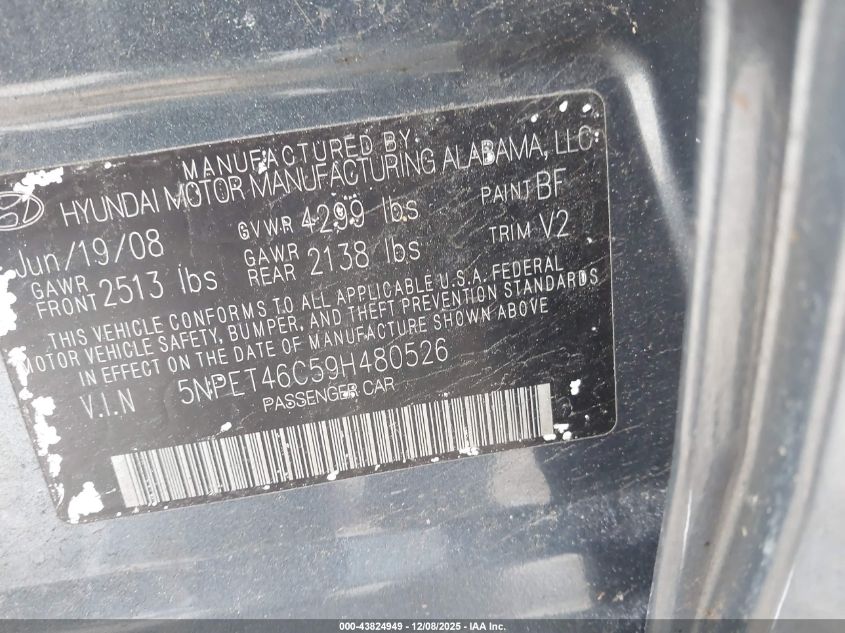 MANUFACTURED BY
HYUNDAI MOTOR MANUFACTURING ALABAMA, LLC
Jun/19/08 GVWR 4299 lbs PAINT BF
GAWR FRONT 2513 lbs GAWR REAR 2138 lbs TRIM V2
THIS VEHICLE CONFORMS TO ALL APPLICABLE U.S.A. FEDERAL
MOTOR VEHICLE SAFETY, BUMPER, AND THEFT PREVENTION STANDARDS
IN EFFECT ON THE DATE OF MANUFACTURE SHOWN ABOVE
V.I.N 5NPET46C59H480526
PASSENGER CAR
000-43824949 | 12/08/2025 - IAA Inc.